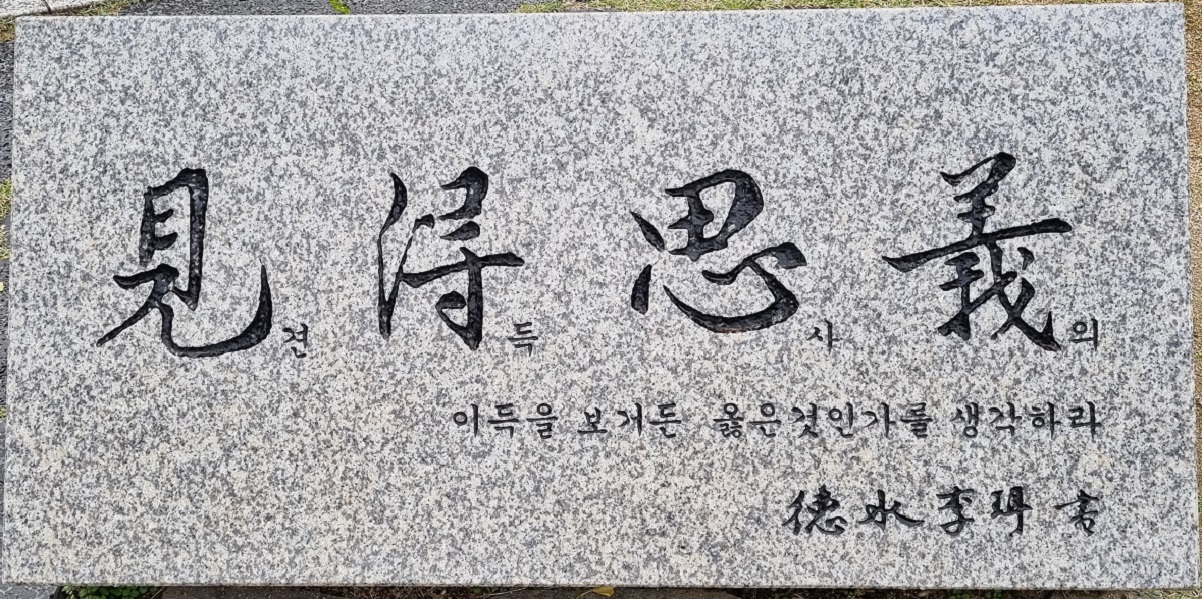 見견 得득 思사 義의
이득을 보거든 옳은것인가를 생각하라
德水 李珥 書